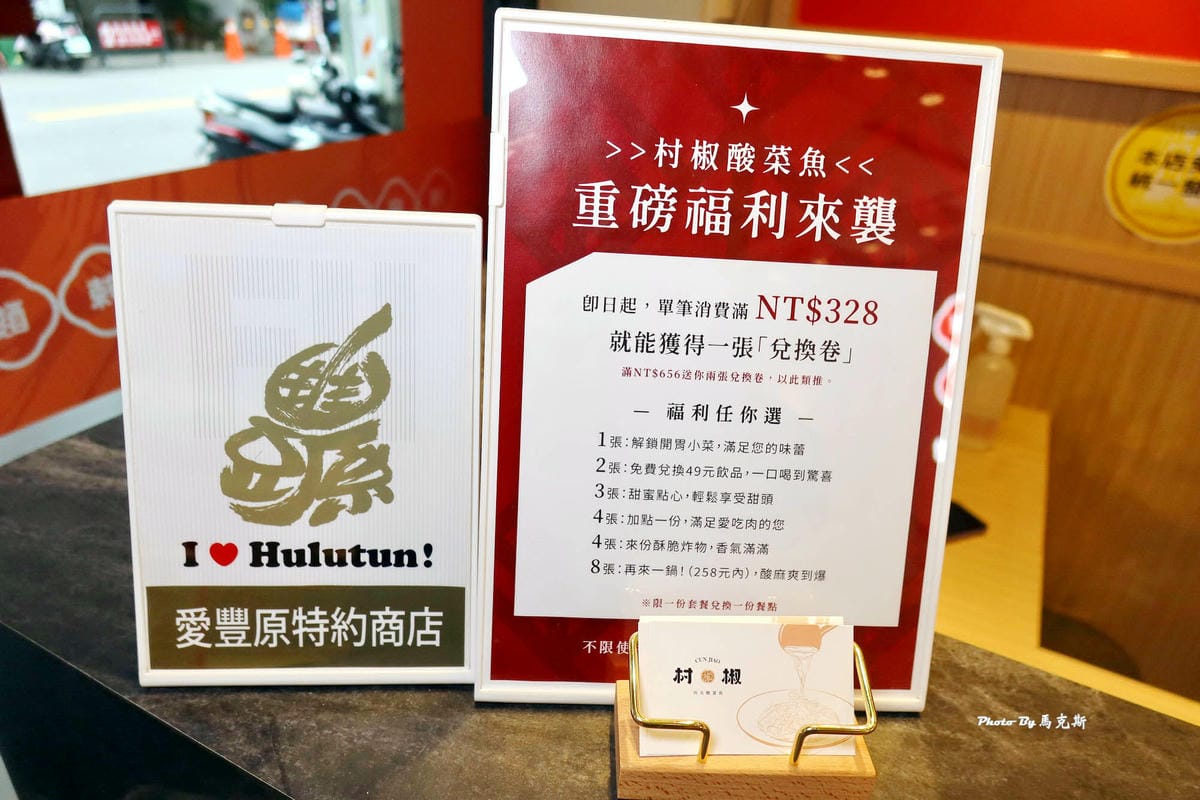 豐原
I ❤ Hulutun!
愛豐原特約商店
>>村椒酸菜魚<<
重磅福利來襲
即日起，單筆消費滿 NT$328
就能獲得一張「兌換卷」
滿NT$656送你兩張兌換卷，以此類推。
— 福利任你選 —
1張：解鎖開胃小菜，滿足您的味蕾
2張：免費兌換49元飲品，一口喝到驚喜
3張：甜蜜點心，輕鬆享受甜頭
4張：加點一份，滿足愛吃肉的您
4張：來份酥脆炸物，香氣滿滿
8張：再來一鍋！（258元內），酸麻爽到爆
※限一份套餐兌換一份餐點
不限使
CUN JIAO
村椒
本店
統一
Photo By 馬克斯